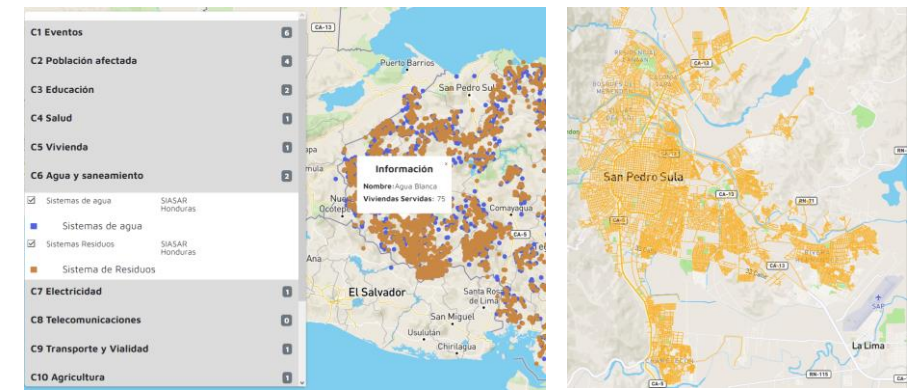 C1 Eventos 6
C2 Población afectada 4
C3 Educación 2
C4 Salud 1
C5 Vivienda 1
C6 Agua y saneamiento 2
Sistemas de agua SIASAR Honduras
Sistemas de agua
Sistemas Residuos SIASAR Honduras
Sistema de Residuos
C7 Electricidad 1
C8 Telecomunicaciones 0
C9 Transporte y Vialidad 1
C10 Agricultura 1
CA-13
Puerto Barrios
San Pedro Sula
Información
Nombre: Agua Blanca
Viviendas Servidas: 75
Comayagua
CA-5
Ana
El Salvador
Santa Rosa
de Lima
San Miguel
Usulután
Chirilagua
CA-13
San Pedro Sula
CA-13
CA-5
RN-21
CA-13
La Lima
SAP
RN-115
CA-5